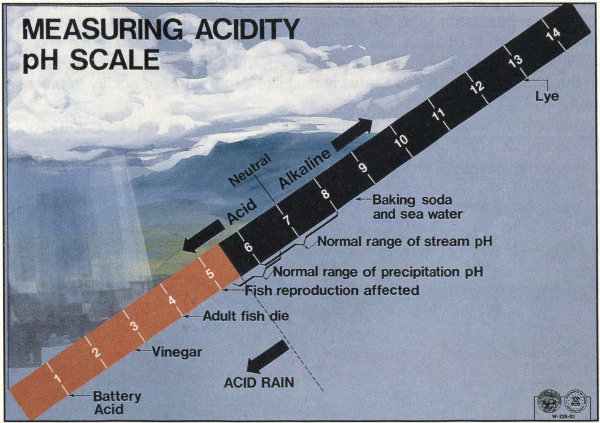 MEASURING ACIDITY
pH SCALE
14
13
12
11
10
9
8
7
6
5
4
3
2
1
Lye
Alkaline
Neutral
Acid
Baking soda
and sea water
Normal range of stream pH
Normal range of precipitation pH
Fish reproduction affected
Adult fish die
Vinegar
ACID RAIN
Battery
Acid